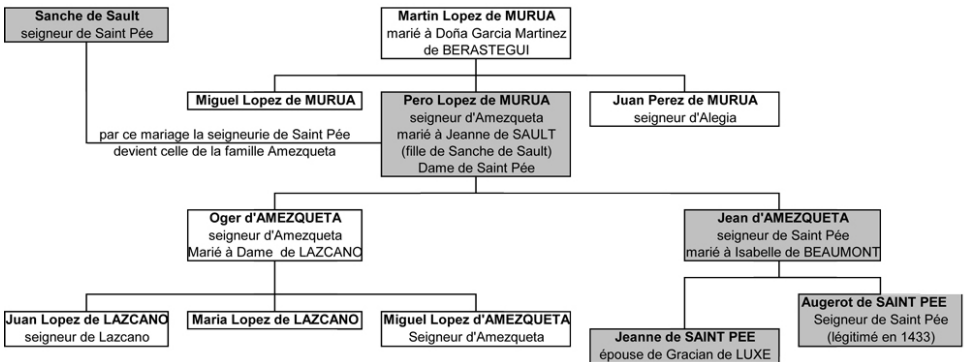 Sanche de Sault
seigneur de Saint Pée
Martin Lopez de MURUA
marié à Doña Garcia Martinez
de BERASTEGUI
Miguel Lopez de MURUA
Pero Lopez de MURUA
seigneur d'Amezqueta
marié à Jeanne de SAULT
(fille de Sanche de Sault)
Dame de Saint Pée
Juan Perez de MURUA
seigneur d'Alegia
par ce mariage la seigneurie de Saint Pée
devient celle de la famille Amezqueta
Oger d'AMEZQUETA
seigneur d'Amezqueta
Marié à Dame de LAZCANO
Jean d'AMEZQUETA
seigneur de Saint Pée
marié à Isabelle de BEAUMONT
Juan Lopez de LAZCANO
seigneur de Lazcano
Maria Lopez de LAZCANO
Miguel Lopez d'AMEZQUETA
Seigneur d'Amezqueta
Jeanne de SAINT PEE
épouse de Gracian de LUXE
Augerot de SAINT PEE
Seigneur de Saint Pée
(légitimé en 1433)